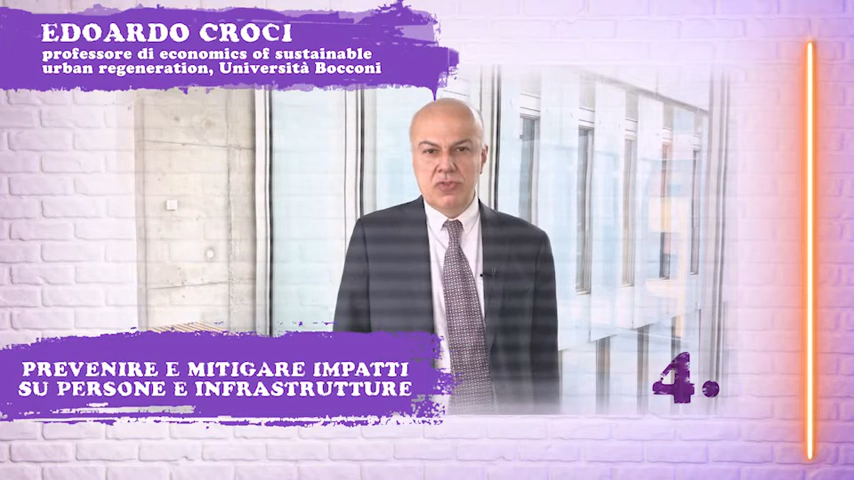 EDOARDO CROCI
professore di economics of sustainable
urban regeneration, Università Bocconi
PREVENIRE E MITIGARE IMPATTI
SU PERSONE E INFRASTRUTTURE
4.